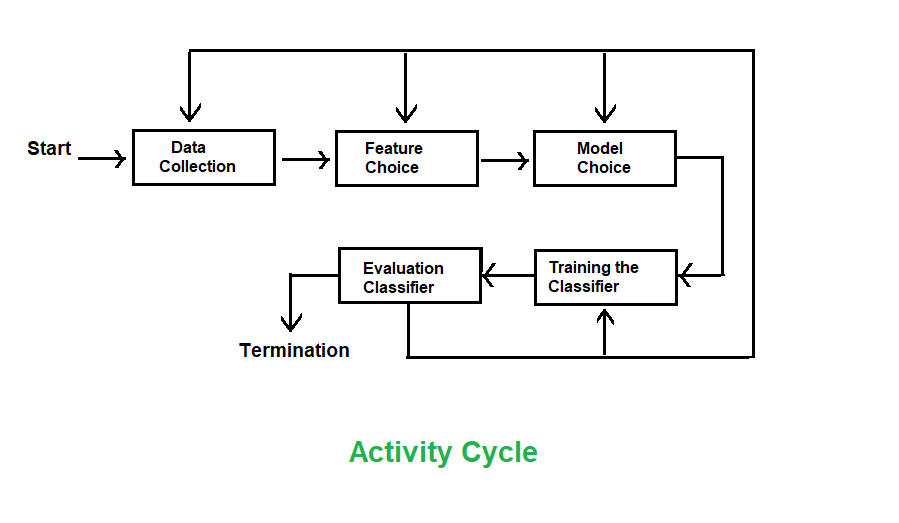 Start
Data
Collection
Feature
Choice
Model
Choice
Training the
Classifier
Evaluation
Classifier
Termination
Activity Cycle